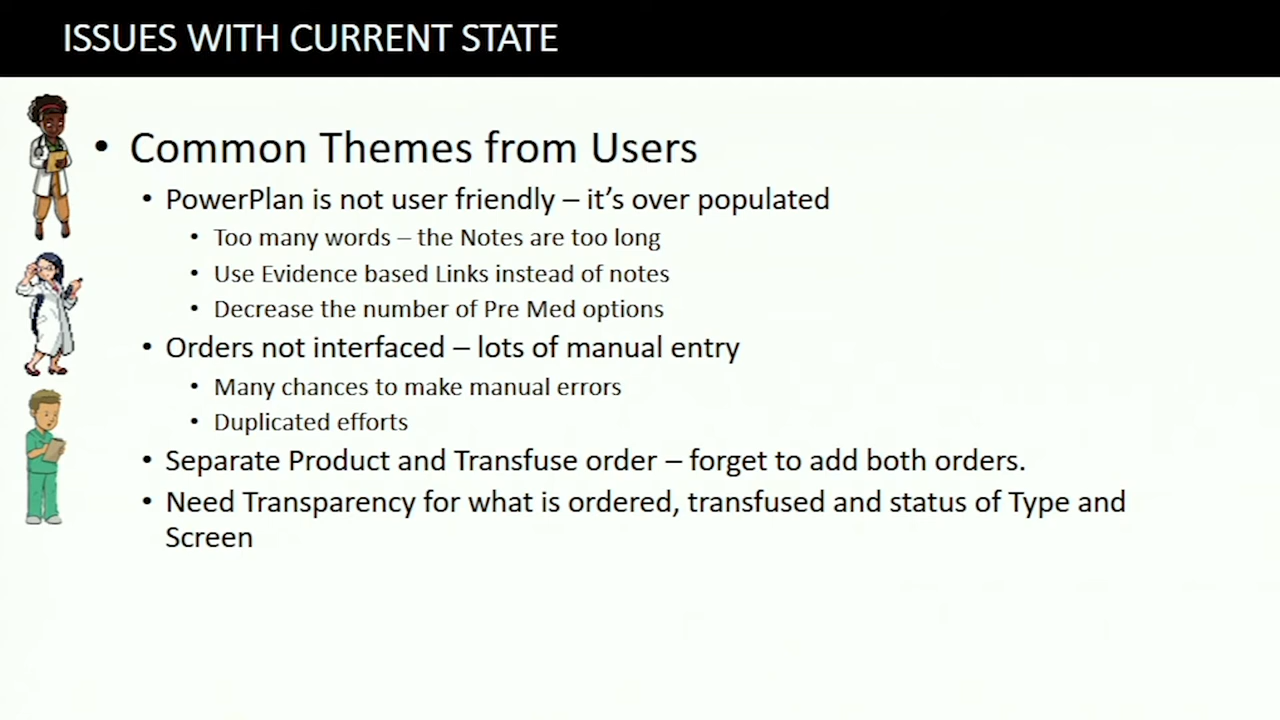 ISSUES WITH CURRENT STATE
• Common Themes from Users
• PowerPlan is not user friendly – it's over populated
• Too many words – the Notes are too long
• Use Evidence based Links instead of notes
• Decrease the number of Pre Med options
• Orders not interfaced – lots of manual entry
• Many chances to make manual errors
• Duplicated efforts
• Separate Product and Transfuse order – forget to add both orders.
• Need Transparency for what is ordered, transfused and status of Type and
Screen